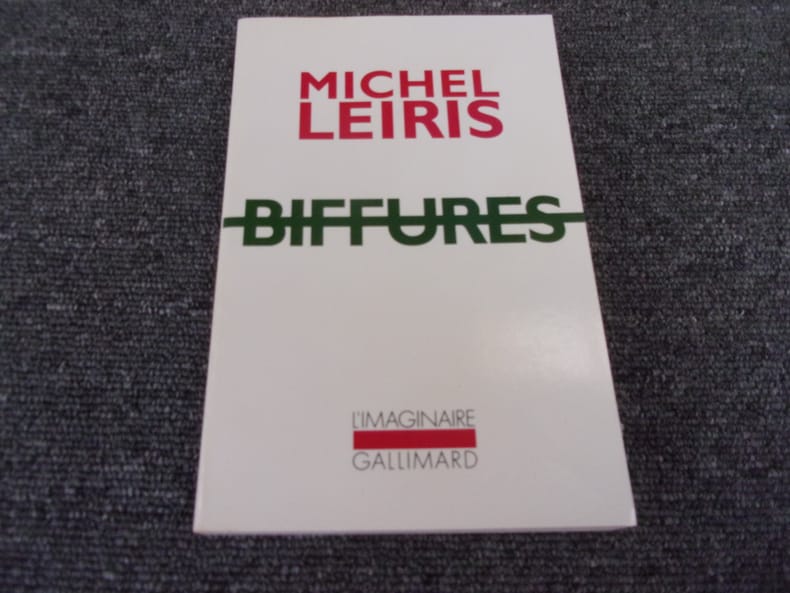 MICHEL
LEIRIS
BIFFURES
L'IMAGINAIRE
GALLIMARD